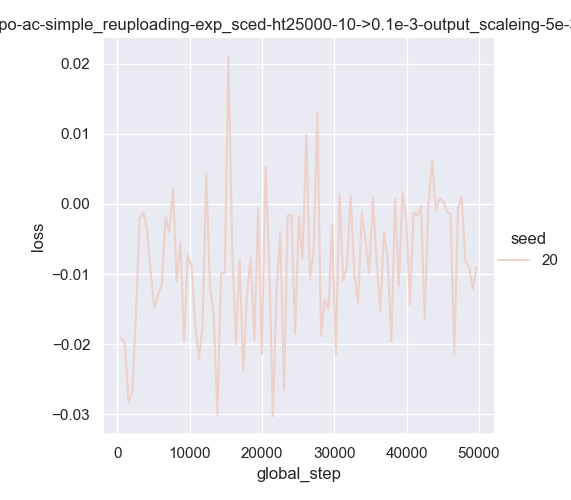 po-ac-simple_reuploading-exp_sced-ht25000-10->0.1e-3-output_scaleing-5e-3
0.02
0.01
0.00
−0.01
−0.02
−0.03
loss
0 10000 20000 30000 40000 50000
global_step
seed
20